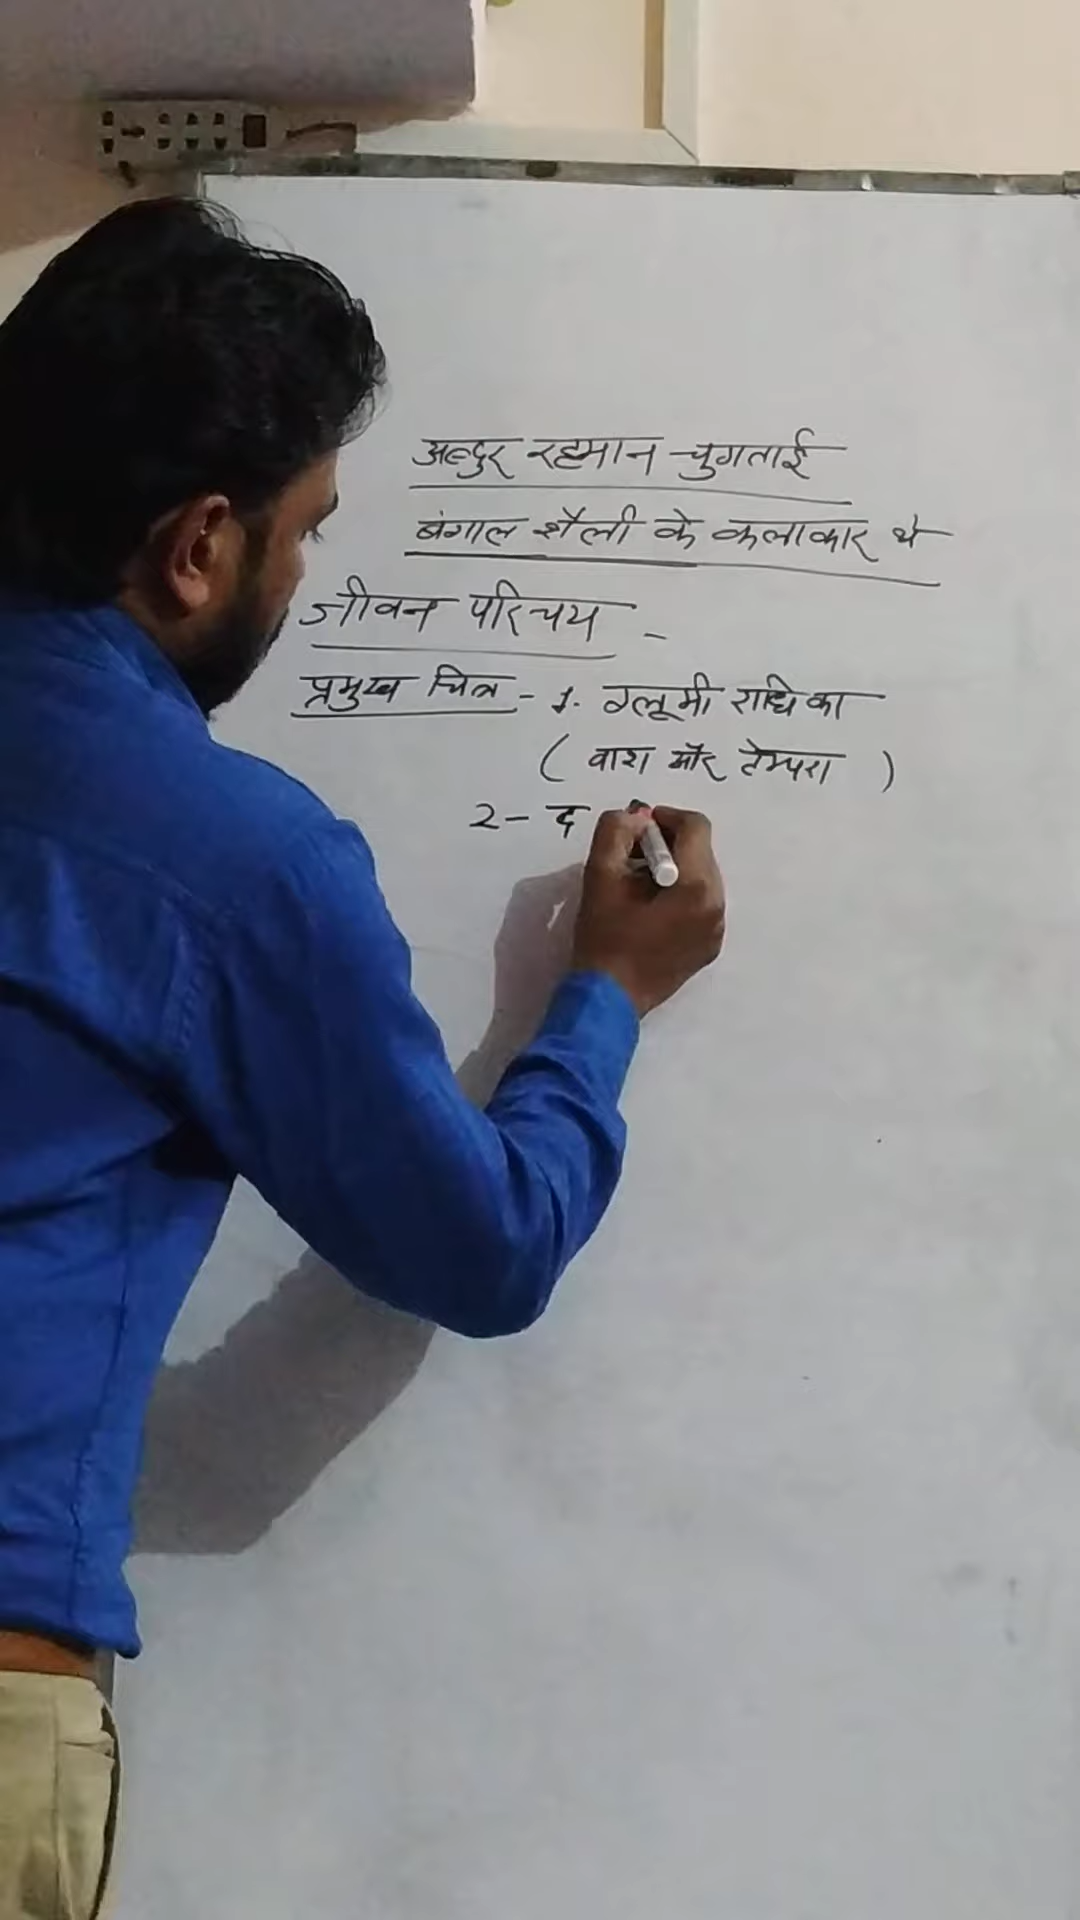 अब्दुर रहमान चुगताई
बंगाल शैली के कलाकार थे
जीवन परिचय -
प्रमुख चित्र - 1. ग्लूमी राधिका
( वाश और टेम्परा )
2- द